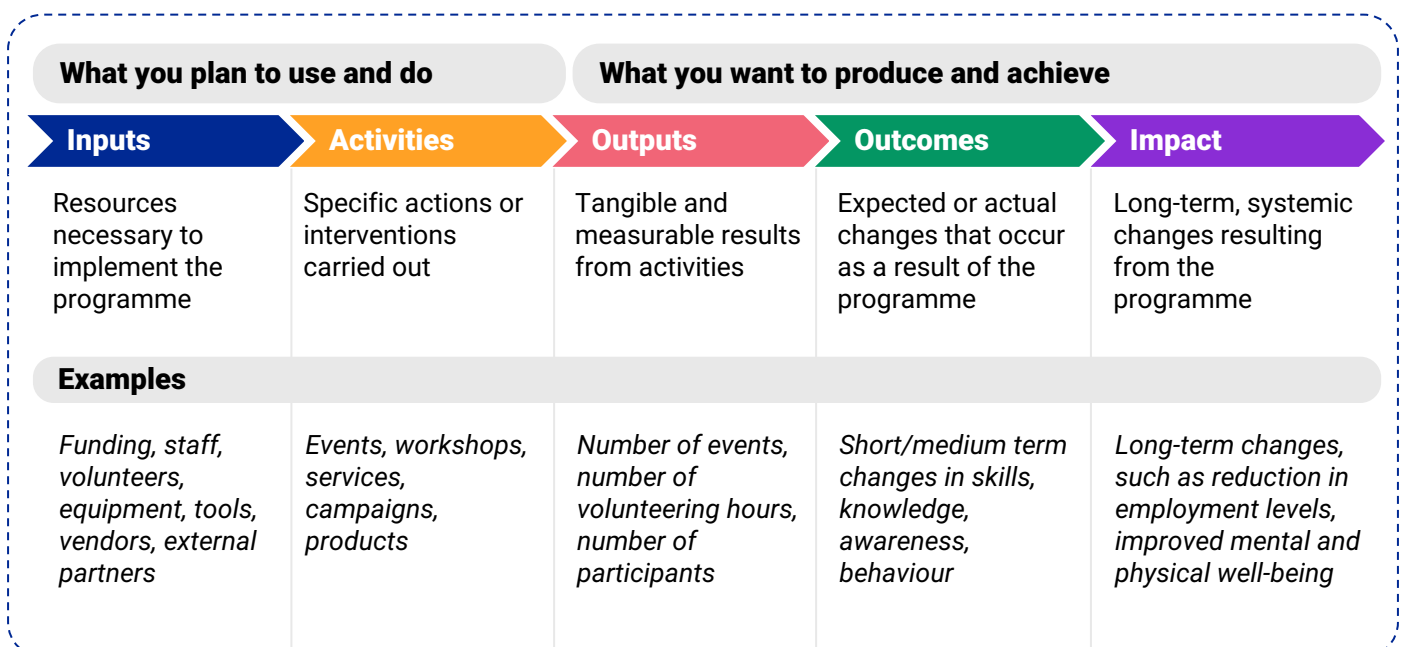 What you plan to use and do
What you want to produce and achieve
Inputs
Activities
Outputs
Outcomes
Impact
Resources
necessary to
implement the
programme
Specific actions or
interventions
carried out
Tangible and
measurable results
from activities
Expected or actual
changes that occur
as a result of the
programme
Long-term, systemic
changes resulting
from the
programme
Examples
Funding, staff,
volunteers,
equipment, tools,
vendors, external
partners
Events, workshops,
services,
campaigns,
products
Number of events,
number of
volunteering hours,
number of
participants
Short/medium term
changes in skills,
knowledge,
awareness,
behaviour
Long-term changes,
such as reduction in
employment levels,
improved mental and
physical well-being